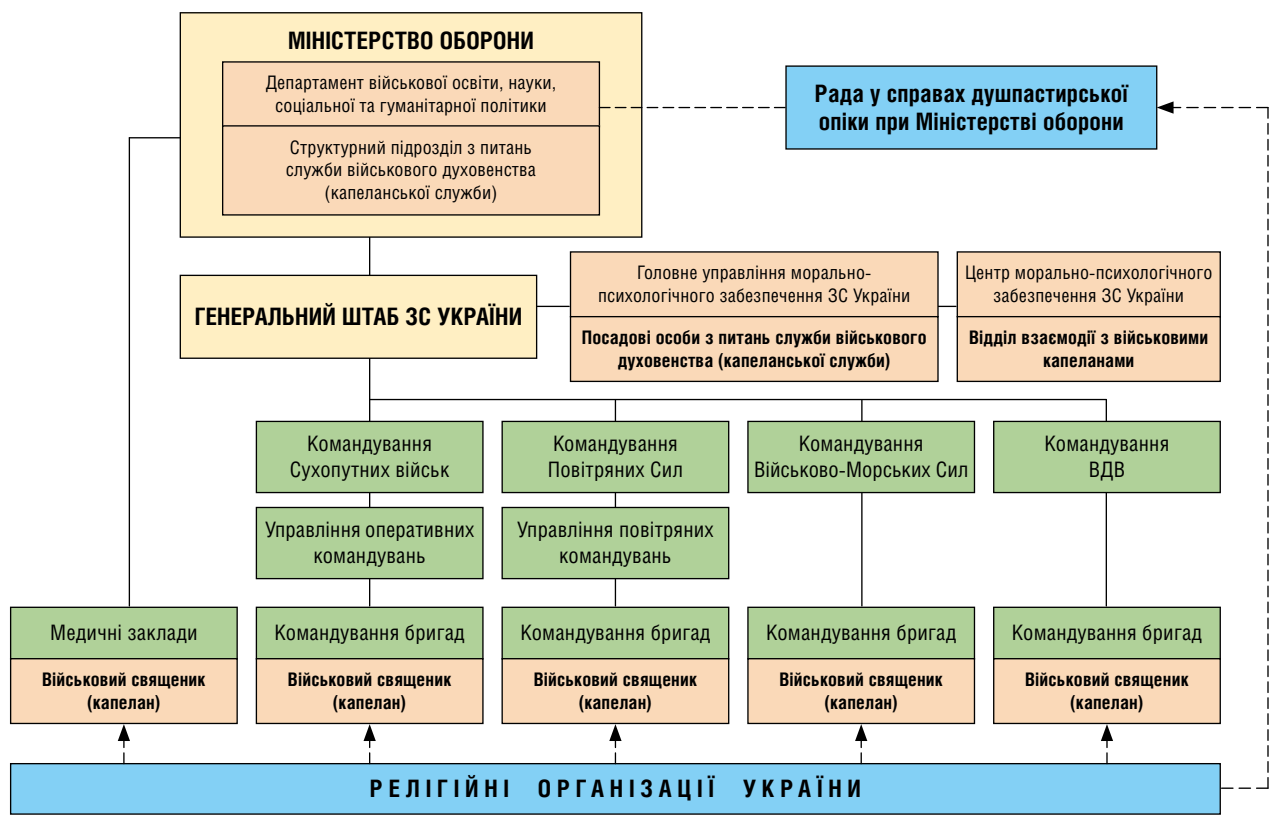 МІНІСТЕРСТВО ОБОРОНИ
Департамент військової освіти, науки,
соціальної та гуманітарної політики
Структурний підрозділ з питань
служби військового духовенства
(капеланської служби)
Рада у справах душпастирської
опіки при Міністерстві оборони
ГЕНЕРАЛЬНИЙ ШТАБ ЗС УКРАЇНИ
Головне управління морально-
психологічного забезпечення ЗС України
Посадові особи з питань служби військового
духовенства (капеланської служби)
Центр морально-психологічного
забезпечення ЗС України
Відділ взаємодії з військовими
капеланами
Командування
Сухопутних військ
Командування
Повітряних Сил
Командування
Військово-Морських Сил
Командування
ВДВ
Управління оперативних
командувань
Управління повітряних
командувань
Медичні заклади
Військовий священик
(капелан)
Командування бригад
Військовий священик
(капелан)
Командування бригад
Військовий священик
(капелан)
Командування бригад
Військовий священик
(капелан)
Командування бригад
Військовий священик
(капелан)
РЕЛІГІЙНІ ОРГАНІЗАЦІЇ УКРАЇНИ